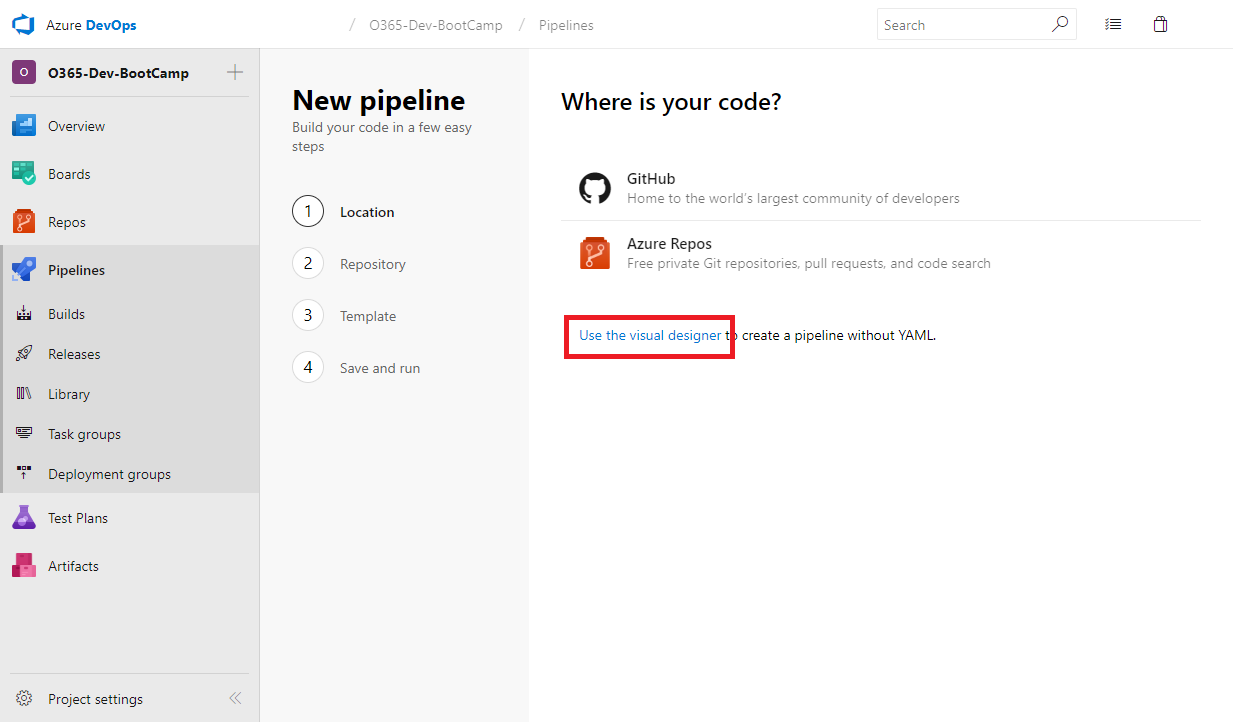 Azure DevOps
/ O365-Dev-BootCamp / Pipelines
Search
O O365-Dev-BootCamp
Overview
Boards
Repos
Pipelines
Builds
Releases
Library
Task groups
Deployment groups
Test Plans
Artifacts
Project settings
New pipeline
Build your code in a few easy
steps
1 Location
2 Repository
3 Template
4 Save and run
Where is your code?
GitHub
Home to the world's largest community of developers
Azure Repos
Free private Git repositories, pull requests, and code search
Use the visual designer to create a pipeline without YAML.